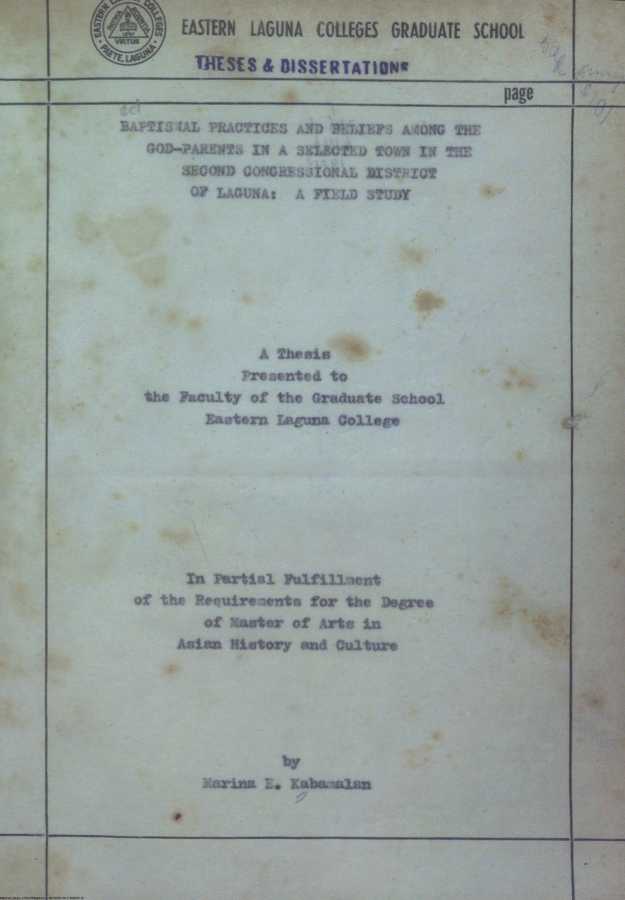 EASTERN LAGUNA COLLEGES GRADUATE SCHOOL
THESES & DISSERTATIONS
page
BAPTISMAL PRACTICES AND BELIEFS AMONG THE
GOD-PARENTS IN A SELECTED TOWN IN THE
SECOND CONGRESSIONAL DISTRICT
OF LAGUNA: A FIELD STUDY
A Thesis
Presented to
the Faculty of the Graduate School
Eastern Laguna College
In Partial Fulfillment
of the Requirements for the Degree
of Master of Arts in
Asian History and Culture
by
Marina E. Kabamalan